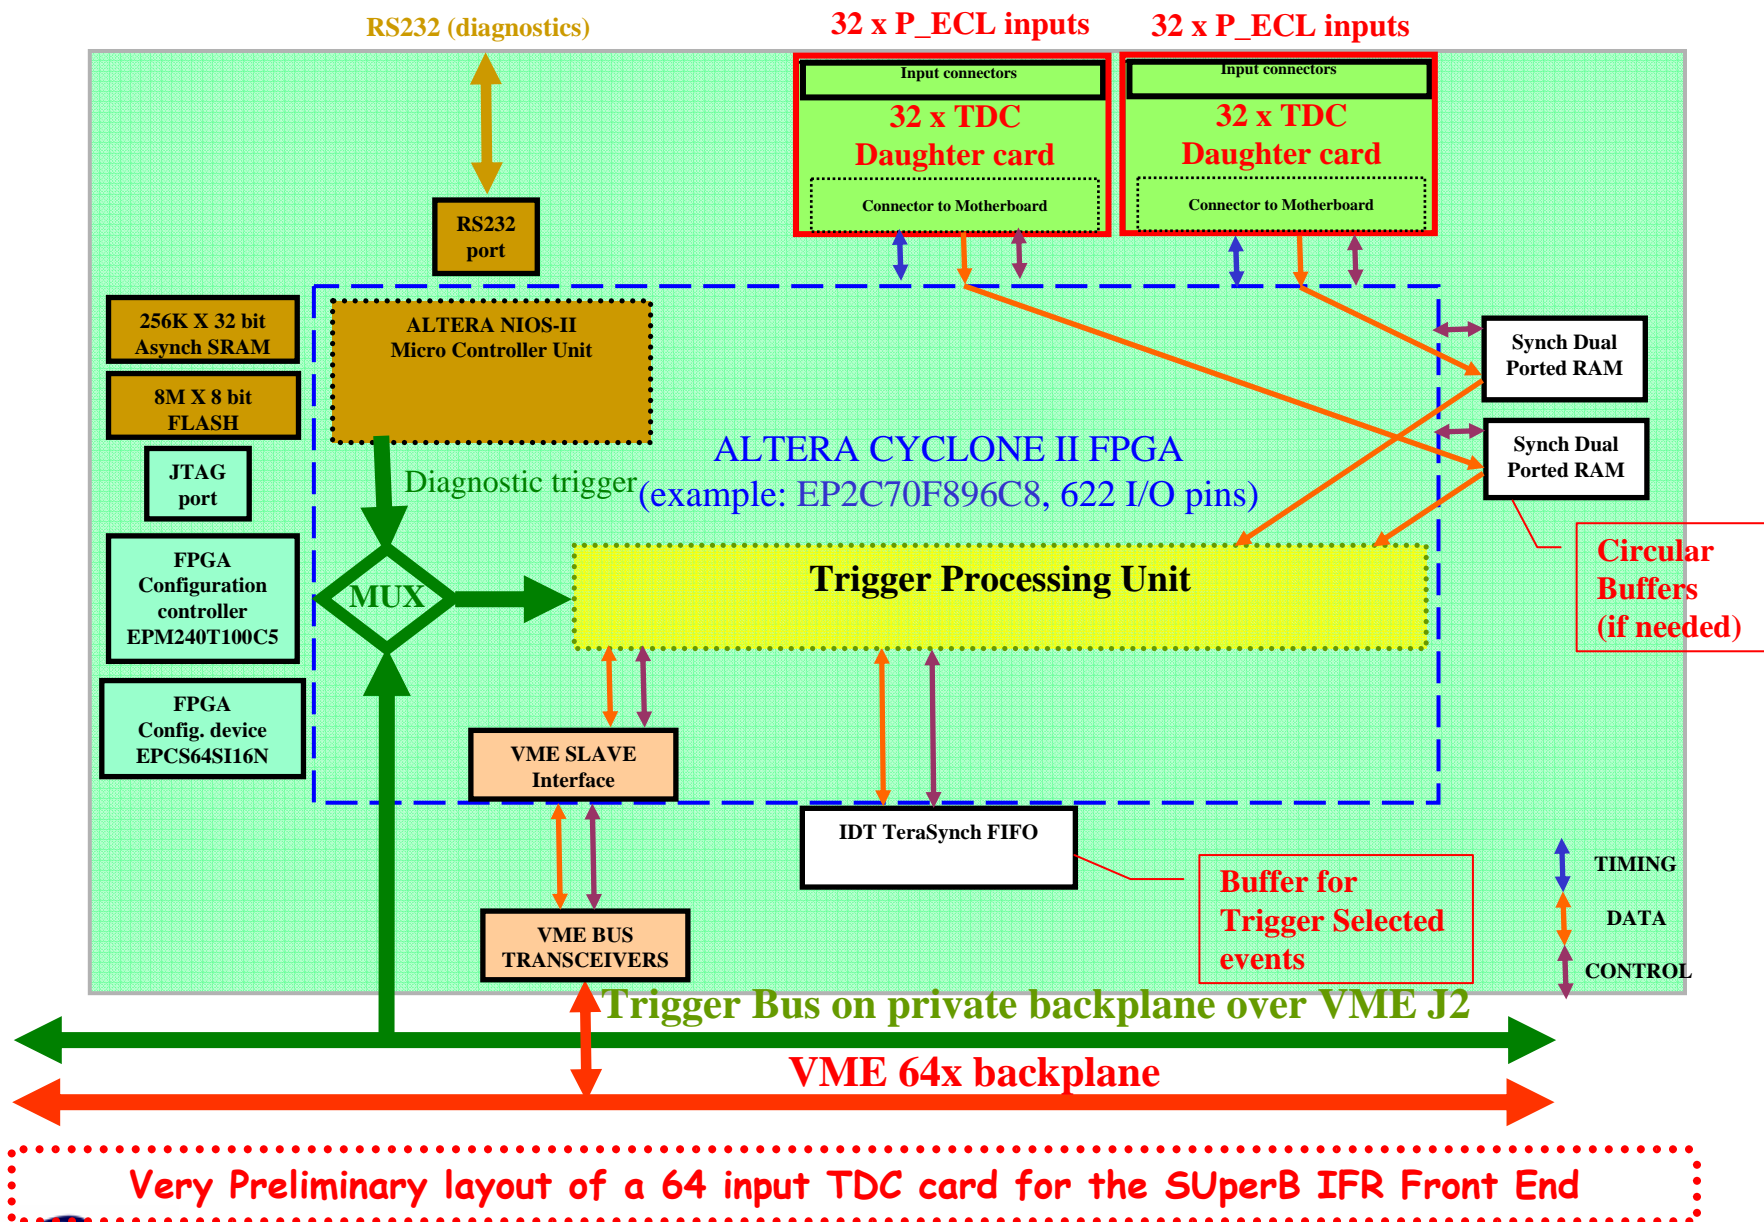 RS232 (diagnostics)
32 x P_ECL inputs
32 x P_ECL inputs
Input connectors
32 x TDC
Daughter card
Connector to Motherboard
Input connectors
32 x TDC
Daughter card
Connector to Motherboard
RS232
port
256K X 32 bit
Asynch SRAM
8M X 8 bit
FLASH
JTAG
port
FPGA
Configuration
controller
EPM240T100C5
FPGA
Config. device
EPCS64SI16N
ALTERA NIOS-II
Micro Controller Unit
Diagnostic trigger
MUX
ALTERA CYCLONE II FPGA
(example: EP2C70F896C8, 622 I/O pins)
Trigger Processing Unit
Synch Dual
Ported RAM
Synch Dual
Ported RAM
Circular
Buffers
(if needed)
VME SLAVE
Interface
IDT TeraSynch FIFO
Buffer for
Trigger Selected
events
VME BUS
TRANSCEIVERS
TIMING
DATA
CONTROL
Trigger Bus on private backplane over VME J2
VME 64x backplane
Very Preliminary layout of a 64 input TDC card for the SUperB IFR Front End